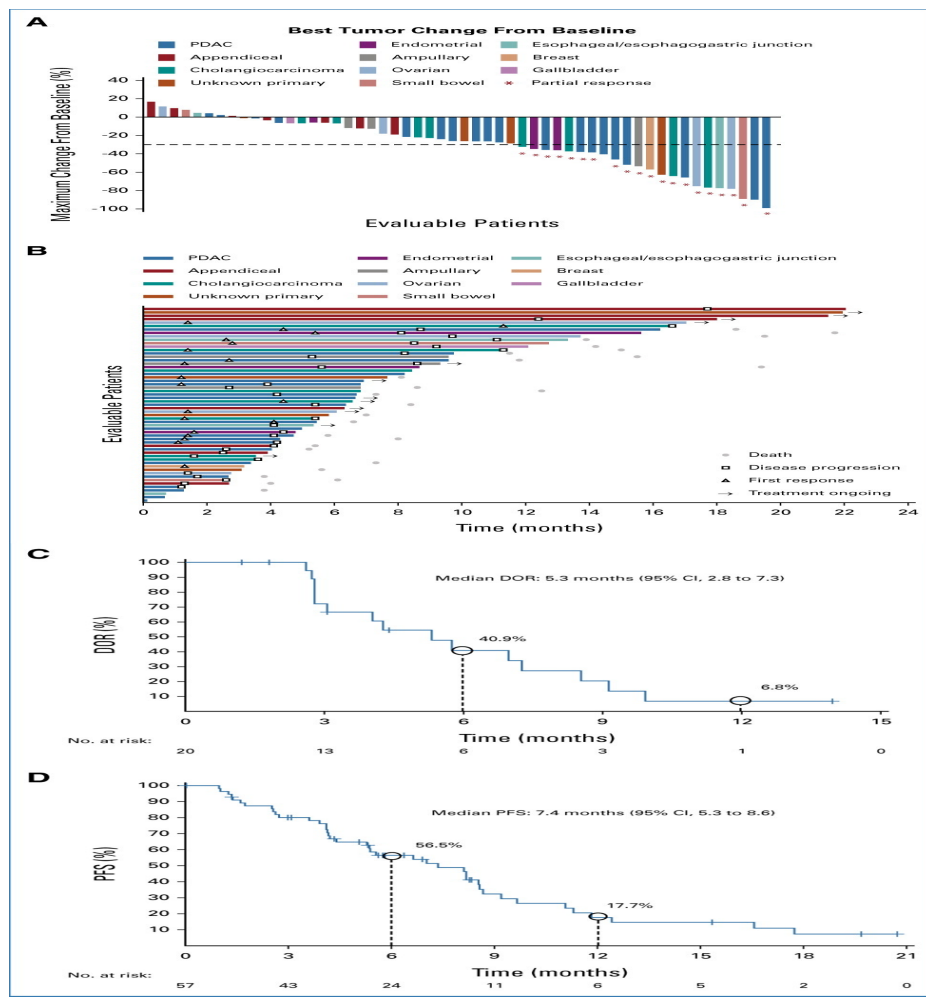 A
Best Tumor Change From Baseline
PDAC Endometrial Esophageal/esophagogastric junction
Appendiceal Ampullary Breast
Cholangiocarcinoma Ovarian Gallbladder
Unknown primary Small bowel * Partial response
Maximum Change From Baseline (%)
40
20
0
-20
-40
-60
-80
-100
Evaluable Patients
B
PDAC Endometrial Esophageal/esophagogastric junction
Appendiceal Ampullary Breast
Cholangiocarcinoma Ovarian Gallbladder
Unknown primary Small bowel
Evaluable Patients
Death
Disease progression
First response
Treatment ongoing
0 2 4 6 8 10 12 14 16 18 20 22 24
Time (months)
C
DOR (%)
100
90
80
70
60
50
40
30
20
10
Median DOR: 5.3 months (95% CI, 2.8 to 7.3)
40.9%
6.8%
0 3 6 9 12 15
Time (months)
No. at risk:
20 13 6 3 1 0
D
PFS (%)
100
90
80
70
60
50
40
30
20
10
Median PFS: 7.4 months (95% CI, 5.3 to 8.6)
56.5%
17.7%
0 3 6 9 12 15 18 21
Time (months)
No. at risk:
57 43 24 11 6 5 2 0